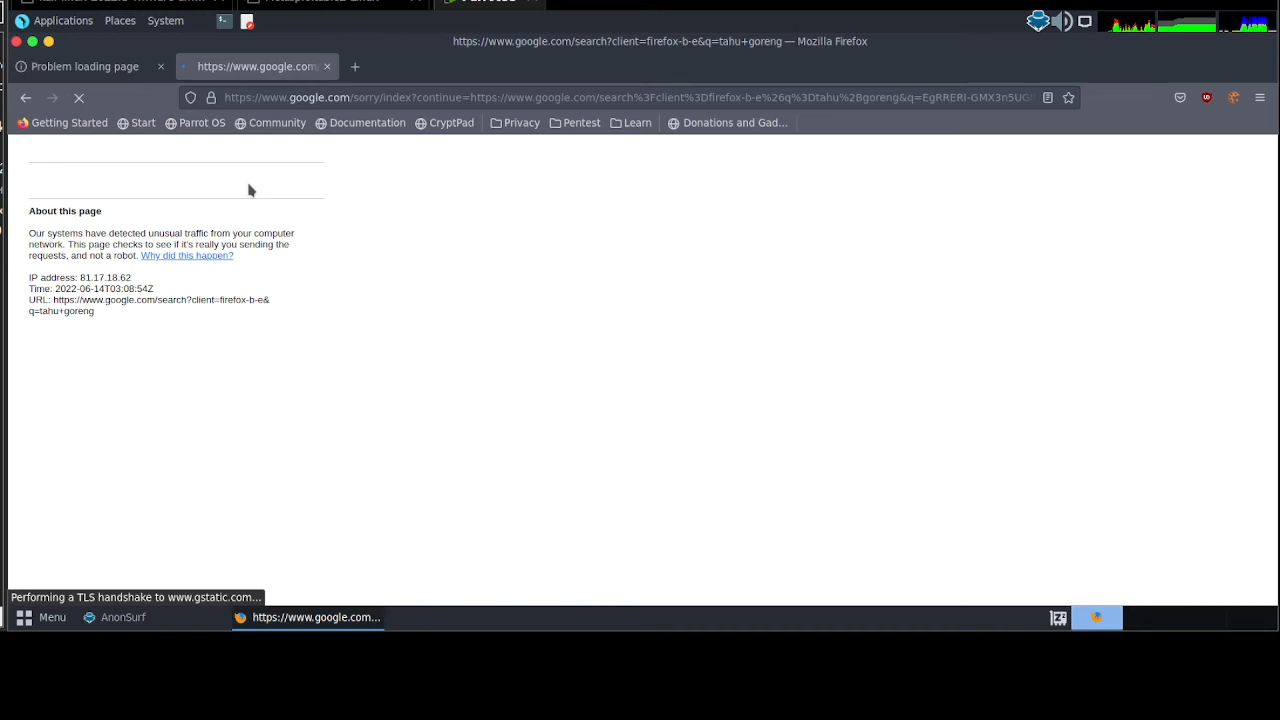 Applications Places System
https://www.google.com/search?client=firefox-b-e&q=tahu+goreng — Mozilla Firefox
Problem loading page
https://www.google.com/
https://www.google.com/sorry/index?continue=https://www.google.com/search%3Fclient%3Dfirefox-b-e%26q%3Dtahu%2Bgoreng&q=EgRRERI-GMX3n5UG
Getting Started Start Parrot OS Community Documentation CryptPad Privacy Pentest Learn Donations and Gad...
About this page
Our systems have detected unusual traffic from your computer
network. This page checks to see if it's really you sending the
requests, and not a robot. Why did this happen?
IP address: 81.17.18.62
Time: 2022-06-14T03:08:54Z
URL: https://www.google.com/search?client=firefox-b-e&
q=tahu+goreng
Performing a TLS handshake to www.gstatic.com...
Menu AnonSurf https://www.google.com...